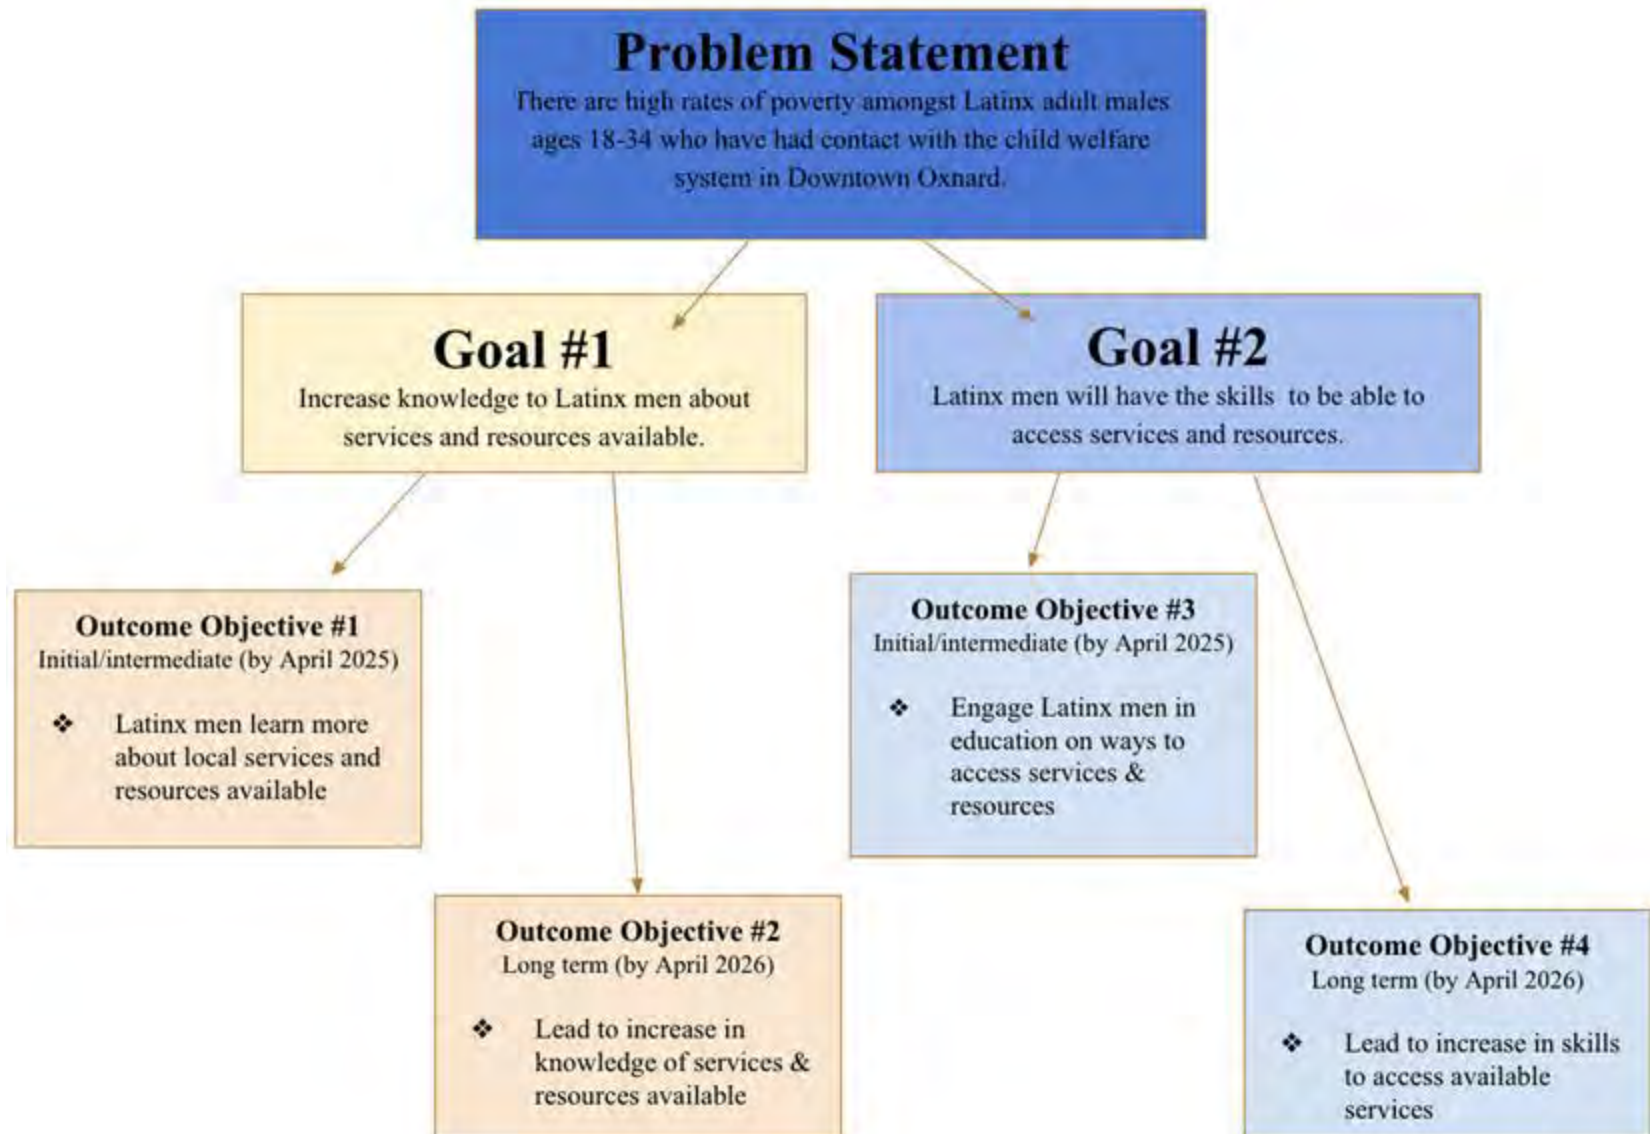 Problem Statement
There are high rates of poverty amongst Latinx adult males
ages 18-34 who have had contact with the child welfare
system in Downtown Oxnard.
Goal #1
Increase knowledge to Latinx men about
services and resources available.
Goal #2
Latinx men will have the skills to be able to
access services and resources.
Outcome Objective #1
Initial/intermediate (by April 2025)
❖ Latinx men learn more
about local services and
resources available
Outcome Objective #2
Long term (by April 2026)
❖ Lead to increase in
knowledge of services &
resources available
Outcome Objective #3
Initial/intermediate (by April 2025)
❖ Engage Latinx men in
education on ways to
access services &
resources
Outcome Objective #4
Long term (by April 2026)
❖ Lead to increase in skills
to access available
services